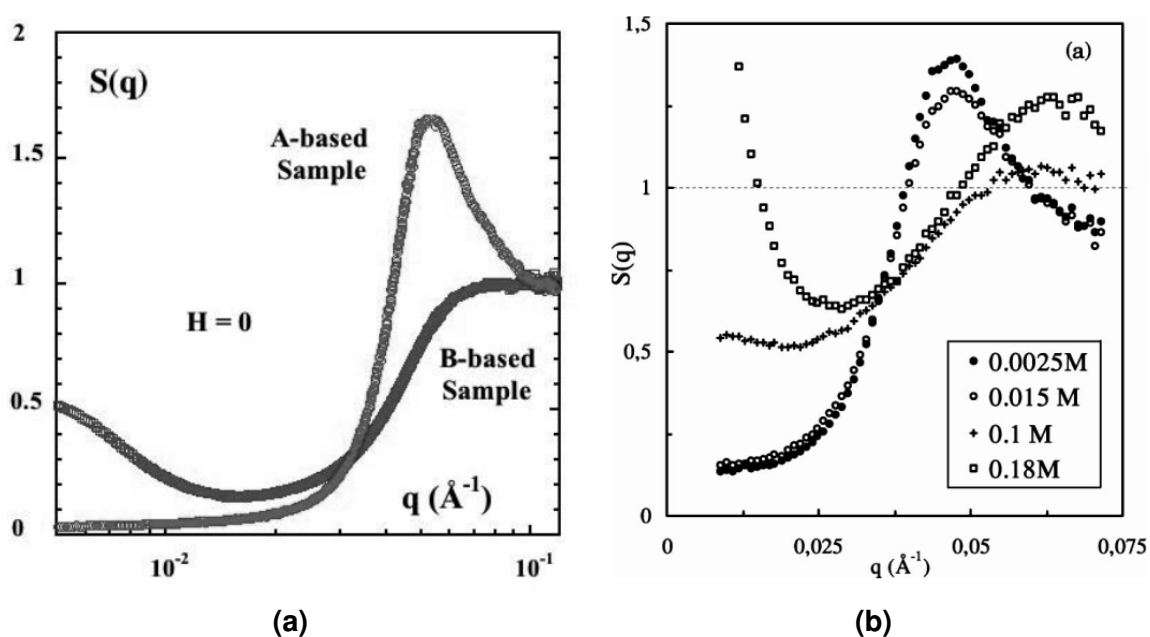 2
S(q)
1.5
A-based
Sample
1
H = 0
B-based
Sample
0.5
q (Å⁻¹)
0
10⁻²
10⁻¹
(a)
1,5
(a)
S(q)
1
0,5
0.0025M
0.015 M
0.1 M
0.18M
0
0
0,025
0,05
0,075
q (Å⁻¹)
(b)